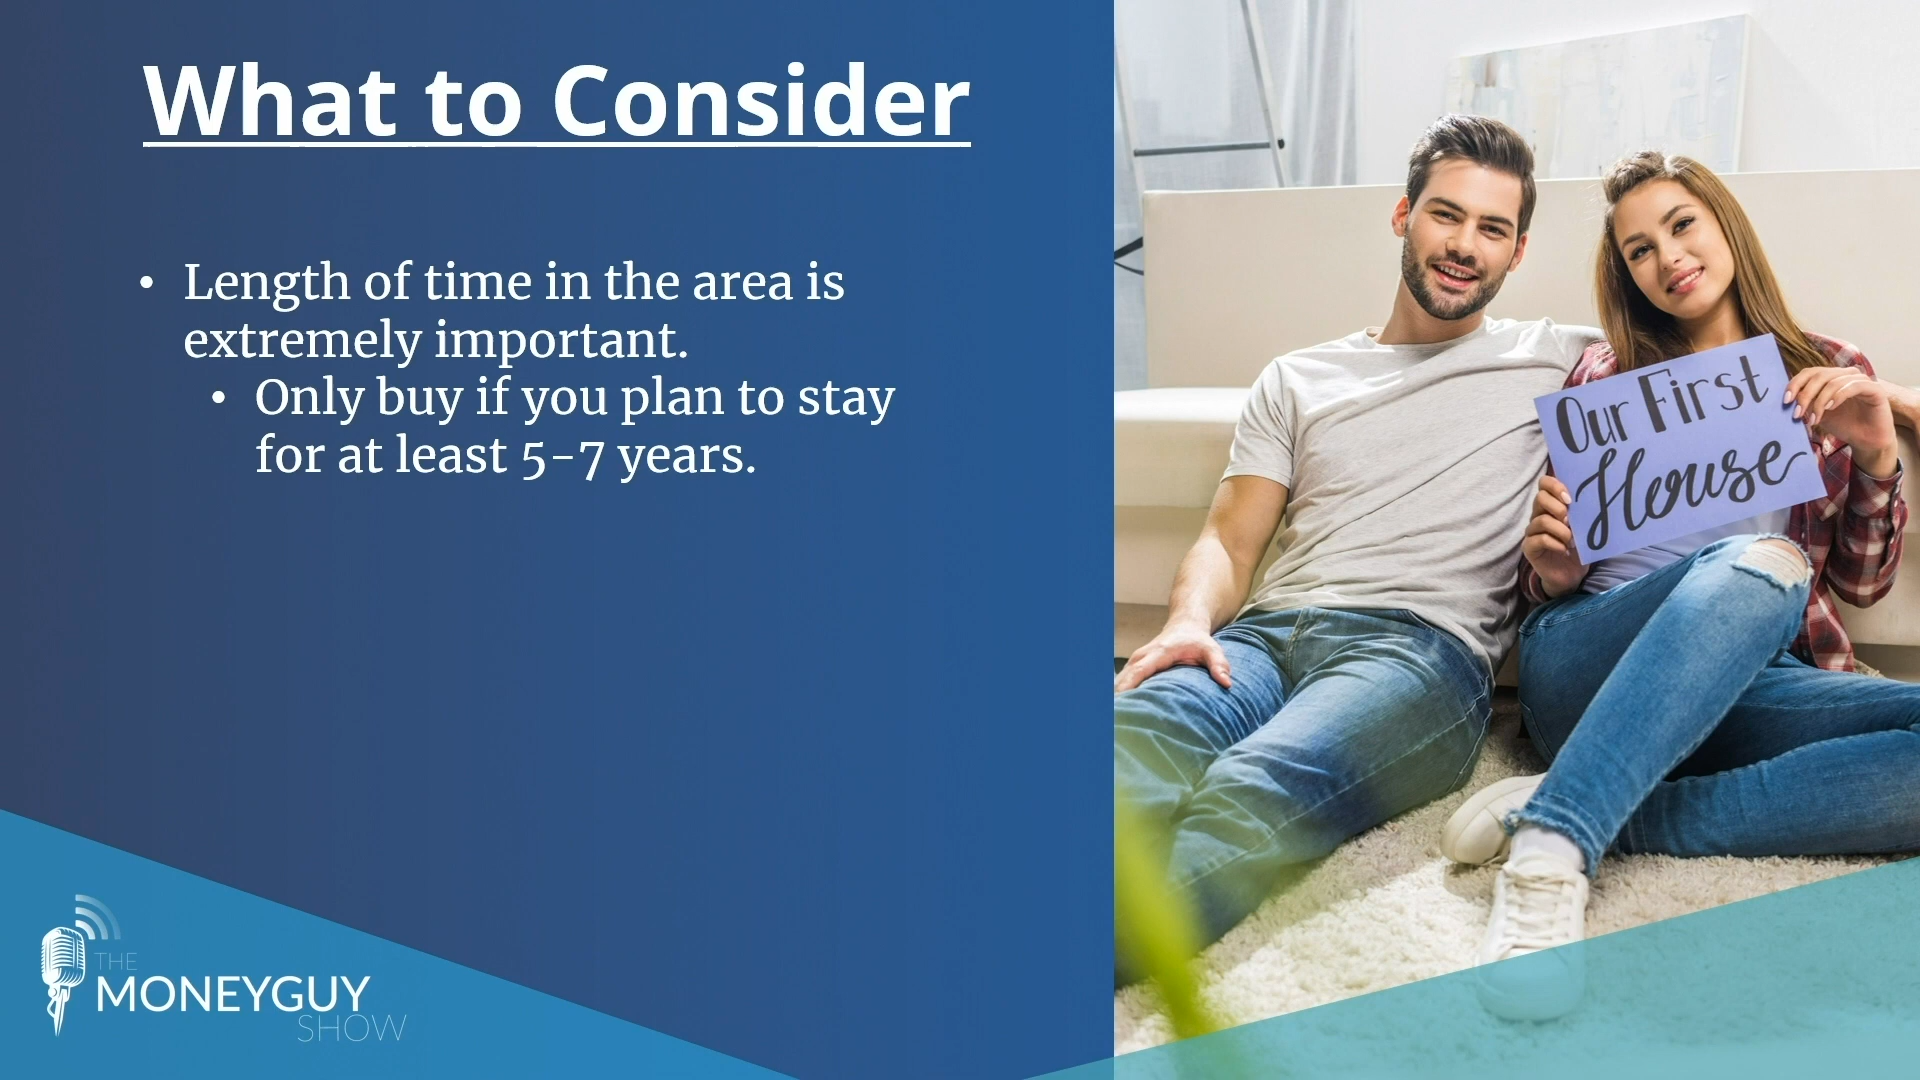 What to Consider
• Length of time in the area is
extremely important.
• Only buy if you plan to stay
for at least 5-7 years.
Our First
House
THE
MONEYGUY
SHOW